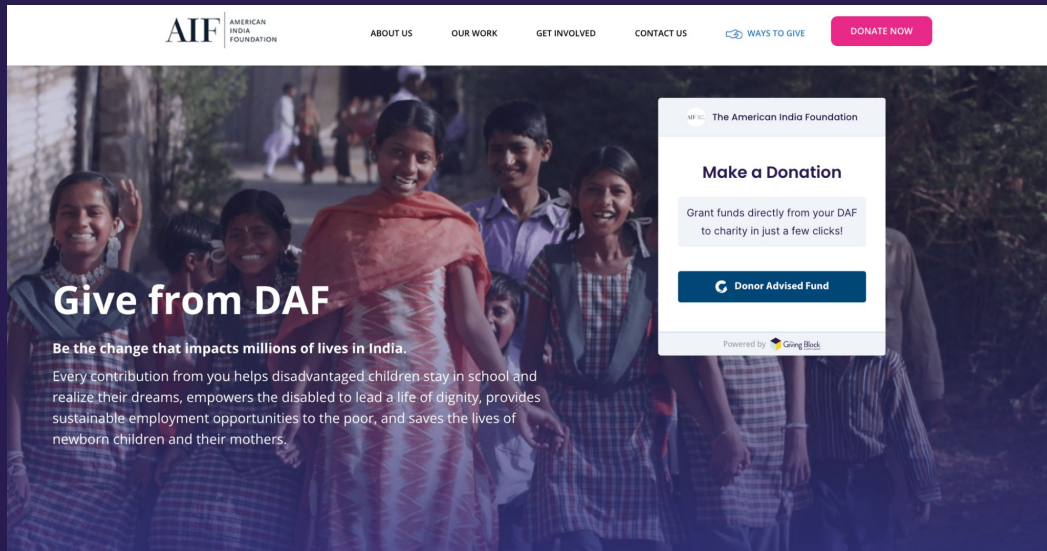 AIF
AMERICAN
INDIA
FOUNDATION
ABOUT US
OUR WORK
GET INVOLVED
CONTACT US
WAYS TO GIVE
DONATE NOW
Give from DAF
Be the change that impacts millions of lives in India.
Every contribution from you helps disadvantaged children stay in school and
realize their dreams, empowers the disabled to lead a life of dignity, provides
sustainable employment opportunities to the poor, and saves the lives of
newborn children and their mothers.
AIF The American India Foundation
Make a Donation
Grant funds directly from your DAF
to charity in just a few clicks!
Donor Advised Fund
Powered by Giving Block